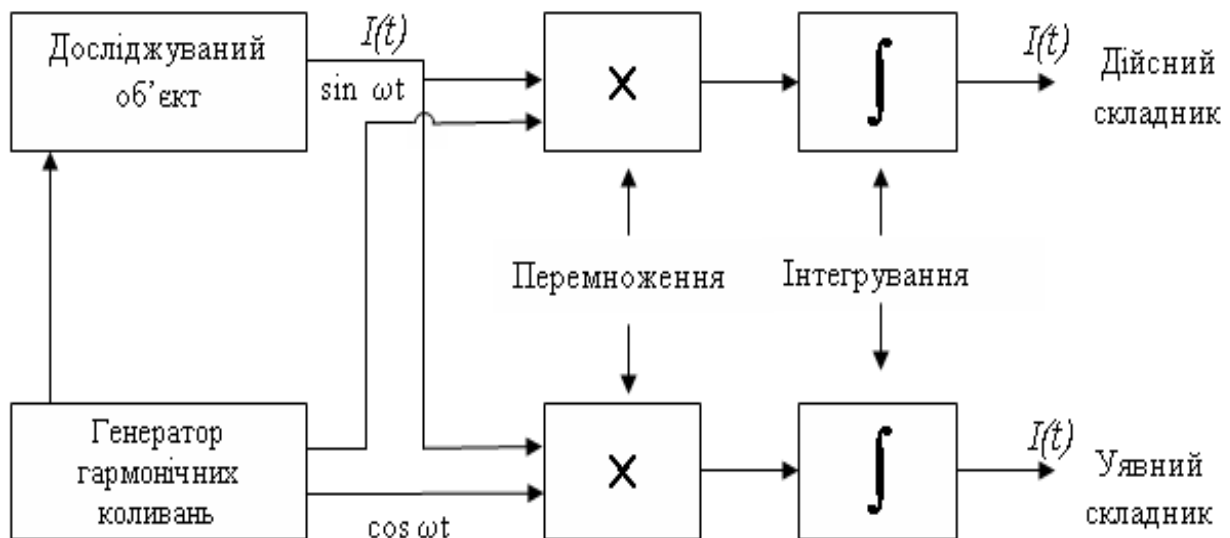 Досліджуваний
об’єкт
I(t)
sin ωt
×
∫
I(t)
Дійсний
складник
Перемноження
Інтегрування
Генератор
гармонічних
коливань
cos ωt
×
∫
I(t)
Уявний
складник